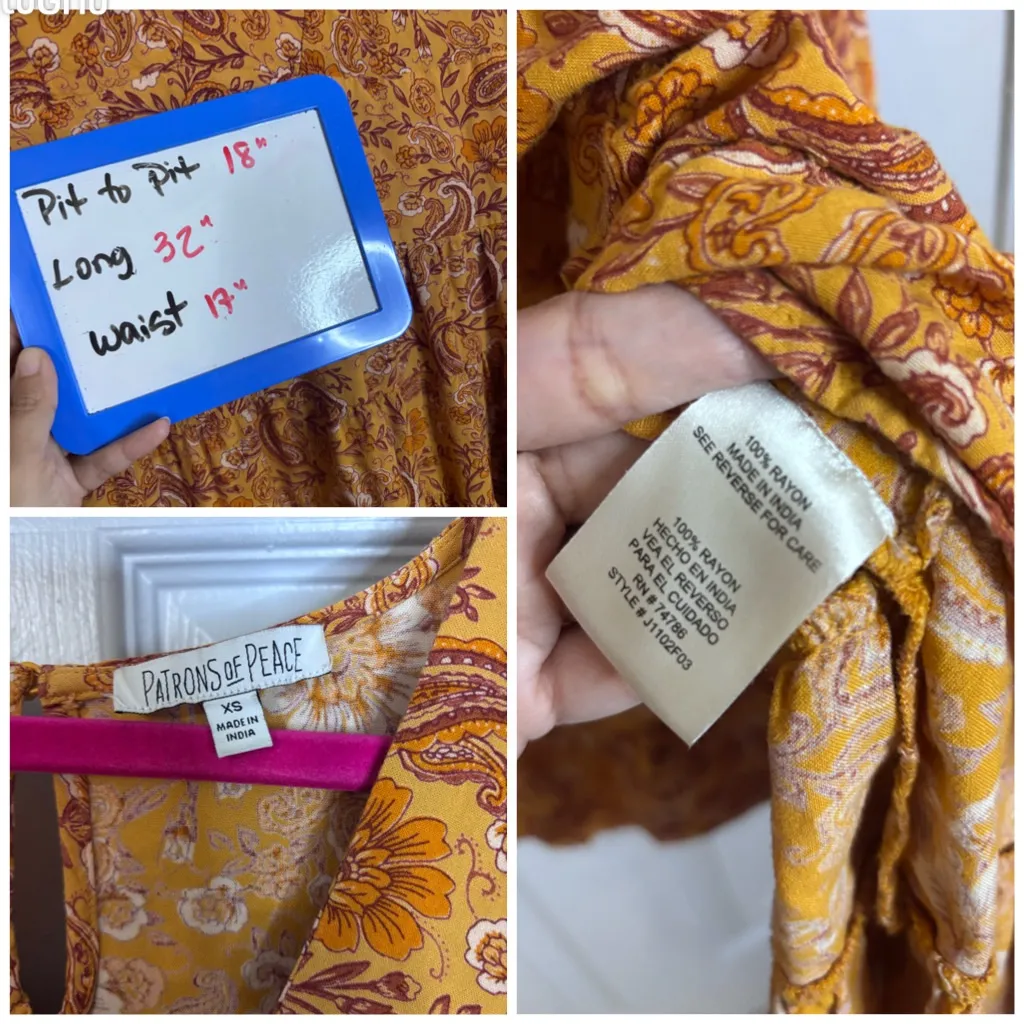 Pit to Pit 18"
Long 32"
Waist 17"
100% RAYON
MADE IN INDIA
SEE REVERSE FOR CARE
100% RAYON
HECHO EN INDIA
VEA EL REVERSO
PARA EL CUIDADO
RN # 74786
STYLE # J1102F03
PATRONS OF PEACE
XS
MADE IN
INDIA